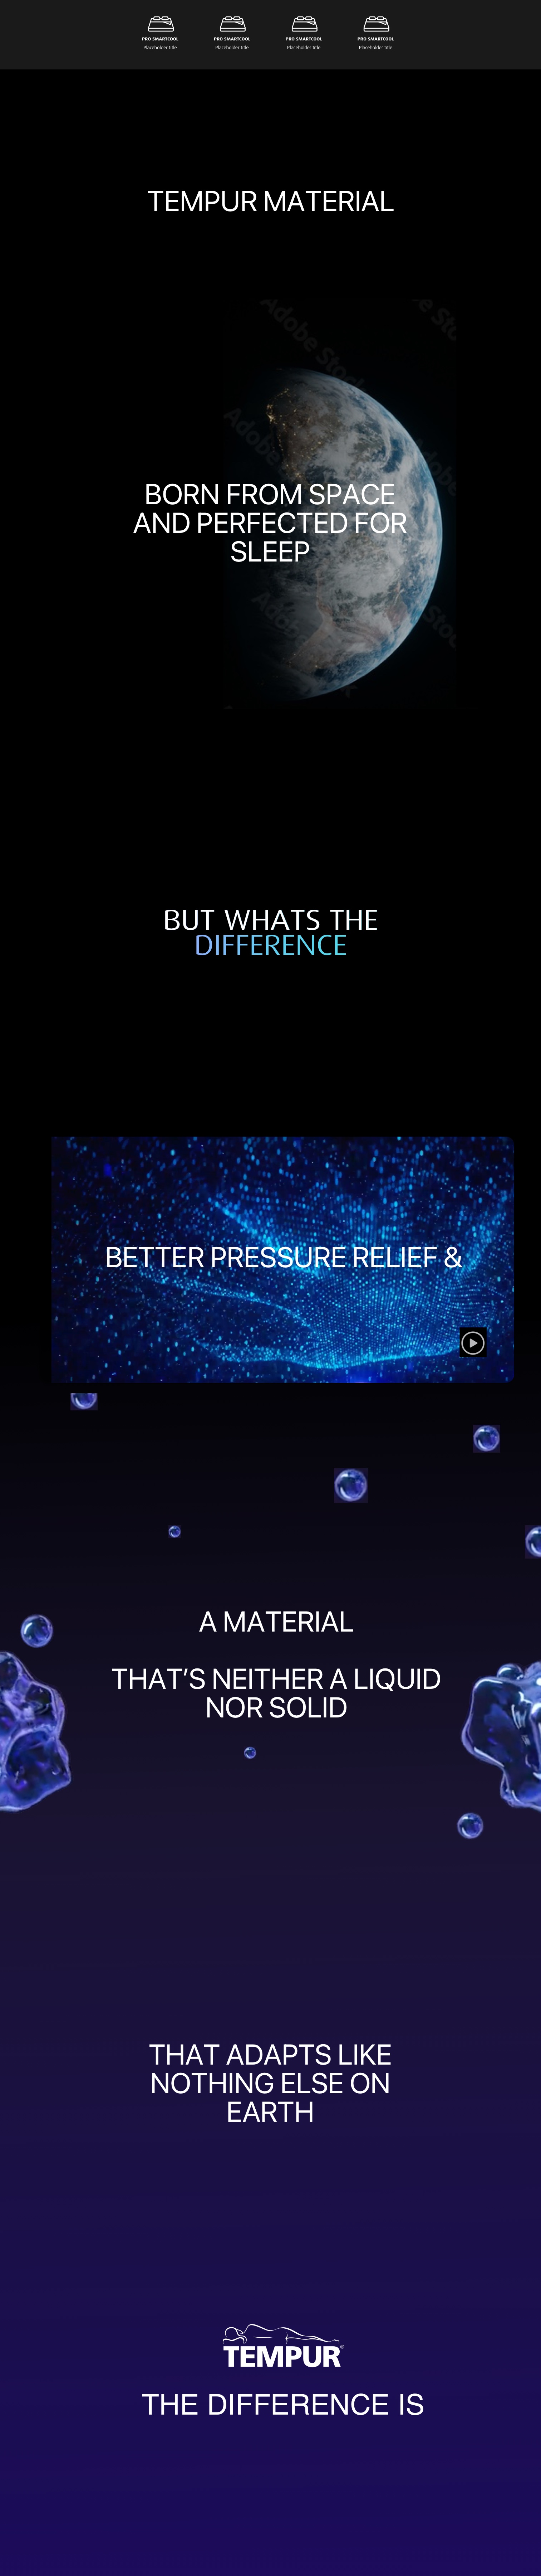 PRO SMARTCOOL PRO SMARTCOOL PRO SMARTCOOL PRO SMARTCOOL
Placeholder title Placeholder title Placeholder title Placeholder title
TEMPUR MATERIAL
Adobe Stock
BORN FROM SPACE
AND PERFECTED FOR
SLEEP
BUT WHATS THE
DIFFERENCE
BETTER PRESSURE RELIEF &
A MATERIAL
THAT’S NEITHER A LIQUID
NOR SOLID
THAT ADAPTS LIKE
NOTHING ELSE ON
EARTH
TEMPUR®
THE DIFFERENCE IS